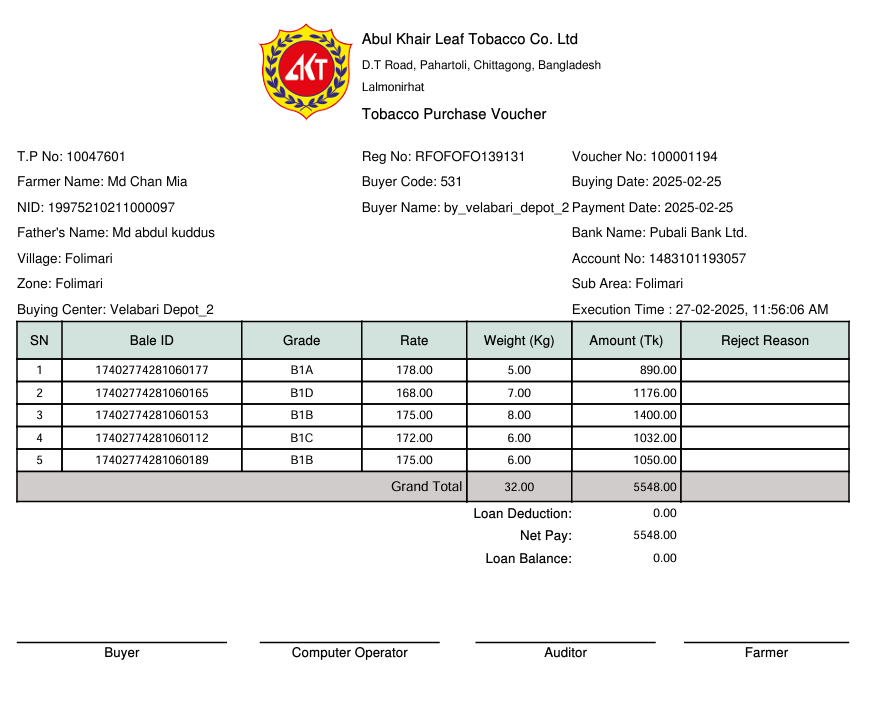 AKT
Abul Khair Leaf Tobacco Co. Ltd
D.T Road, Pahartoli, Chittagong, Bangladesh
Lalmonirhat
Tobacco Purchase Voucher
T.P No: 10047601 Reg No: RFOFOFO139131 Voucher No: 100001194
Farmer Name: Md Chan Mia Buyer Code: 531 Buying Date: 2025-02-25
NID: 19975210211000097 Buyer Name: by_velabari_depot_2 Payment Date: 2025-02-25
Father's Name: Md abdul kuddus Bank Name: Pubali Bank Ltd.
Village: Folimari Account No: 1483101193057
Zone: Folimari Sub Area: Folimari
Buying Center: Velabari Depot_2 Execution Time : 27-02-2025, 11:56:06 AM
SN Bale ID Grade Rate Weight (Kg) Amount (Tk) Reject Reason
1 17402774281060177 B1A 178.00 5.00 890.00
2 17402774281060165 B1D 168.00 7.00 1176.00
3 17402774281060153 B1B 175.00 8.00 1400.00
4 17402774281060112 B1C 172.00 6.00 1032.00
5 17402774281060189 B1B 175.00 6.00 1050.00
Grand Total 32.00 5548.00
Loan Deduction: 0.00
Net Pay: 5548.00
Loan Balance: 0.00
Buyer Computer Operator Auditor Farmer